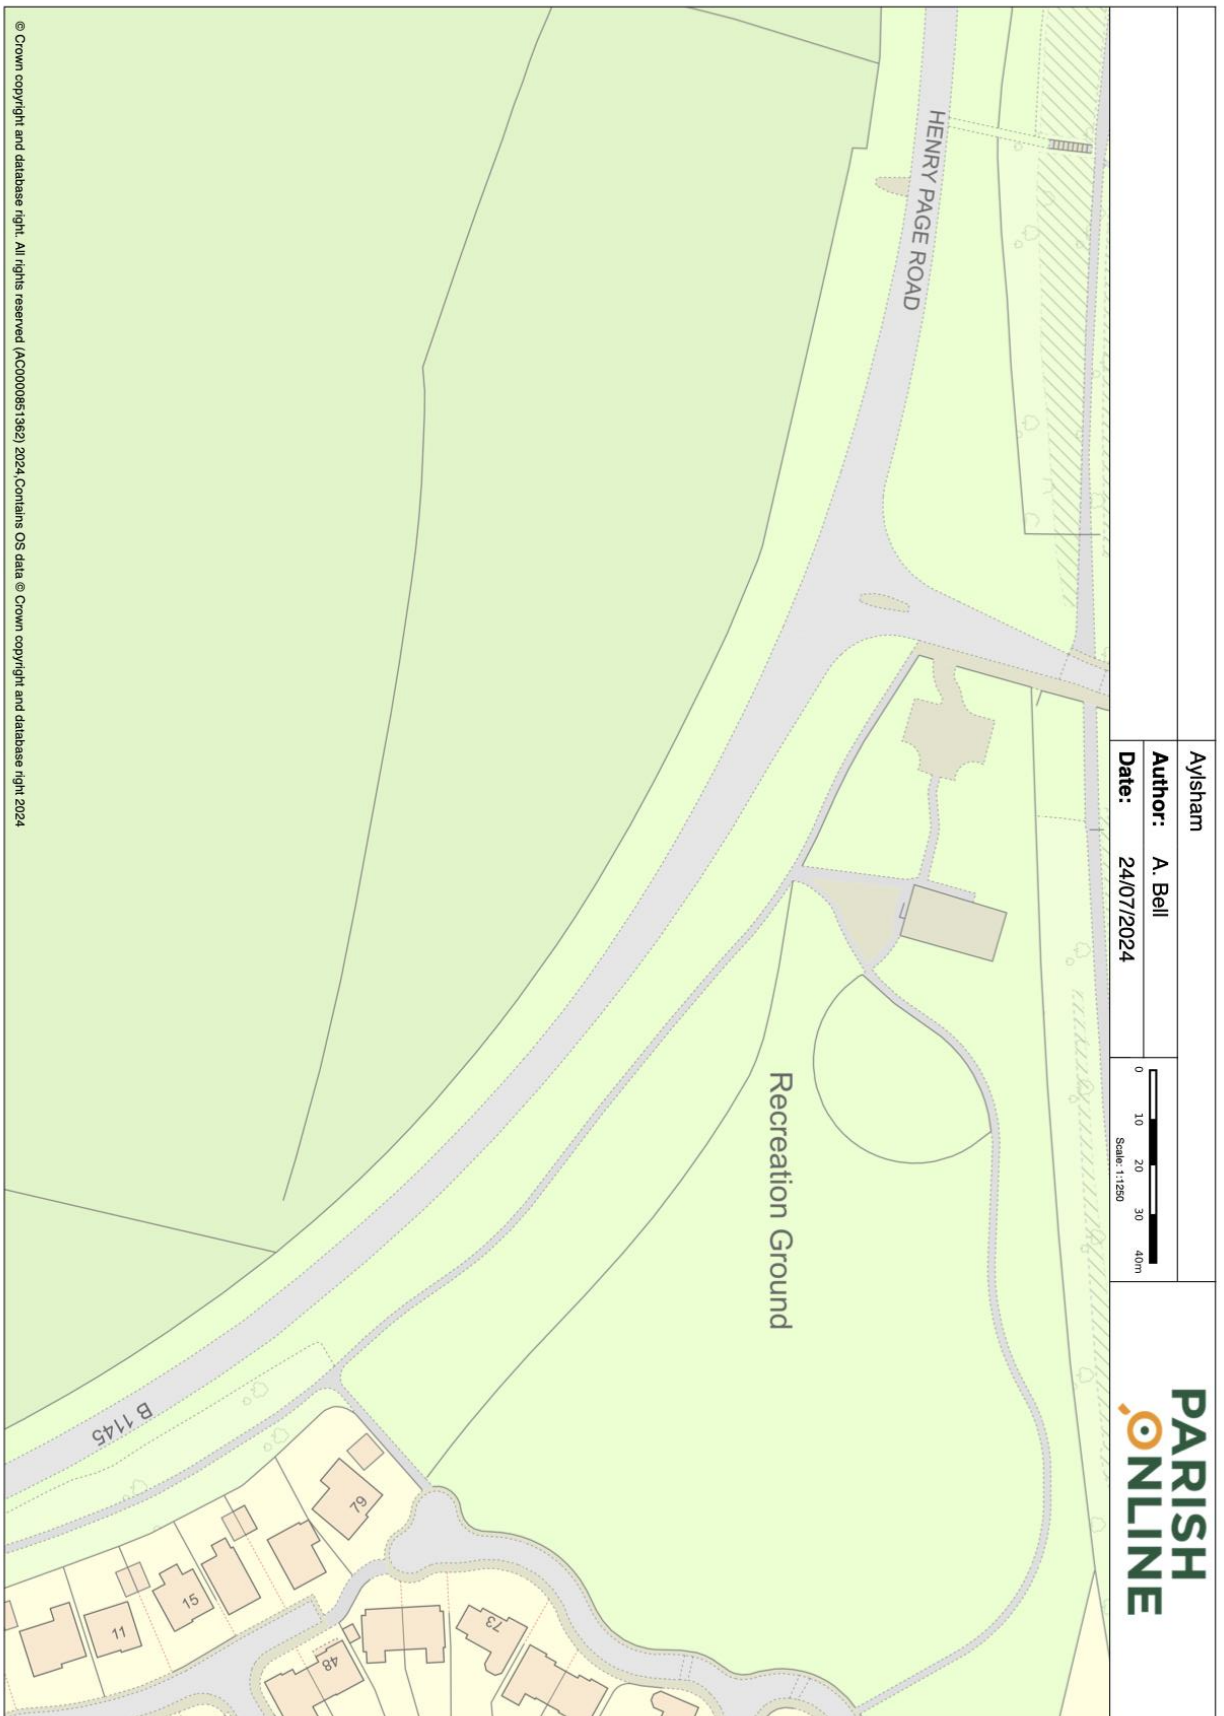 Aylsham
Author: A. Bell
Date: 24/07/2024
0 10 20 30 40m
Scale: 1:1250
PARISH
ONLINE
HENRY PAGE ROAD
Recreation Ground
B 1145
79
15
11
73
48
© Crown copyright and database right. All rights reserved (AC0000851362) 2024,Contains OS data © Crown copyright and database right 2024